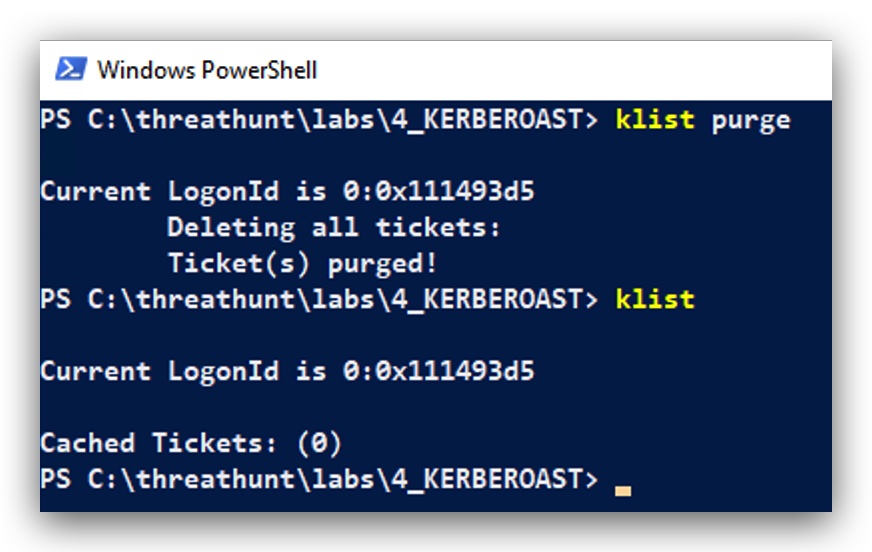 Windows PowerShell
PS C:\threathunt\labs\4_KERBEROAST> klist purge
Current LogonId is 0:0x111493d5
Deleting all tickets:
Ticket(s) purged!
PS C:\threathunt\labs\4_KERBEROAST> klist
Current LogonId is 0:0x111493d5
Cached Tickets: (0)
PS C:\threathunt\labs\4_KERBEROAST>